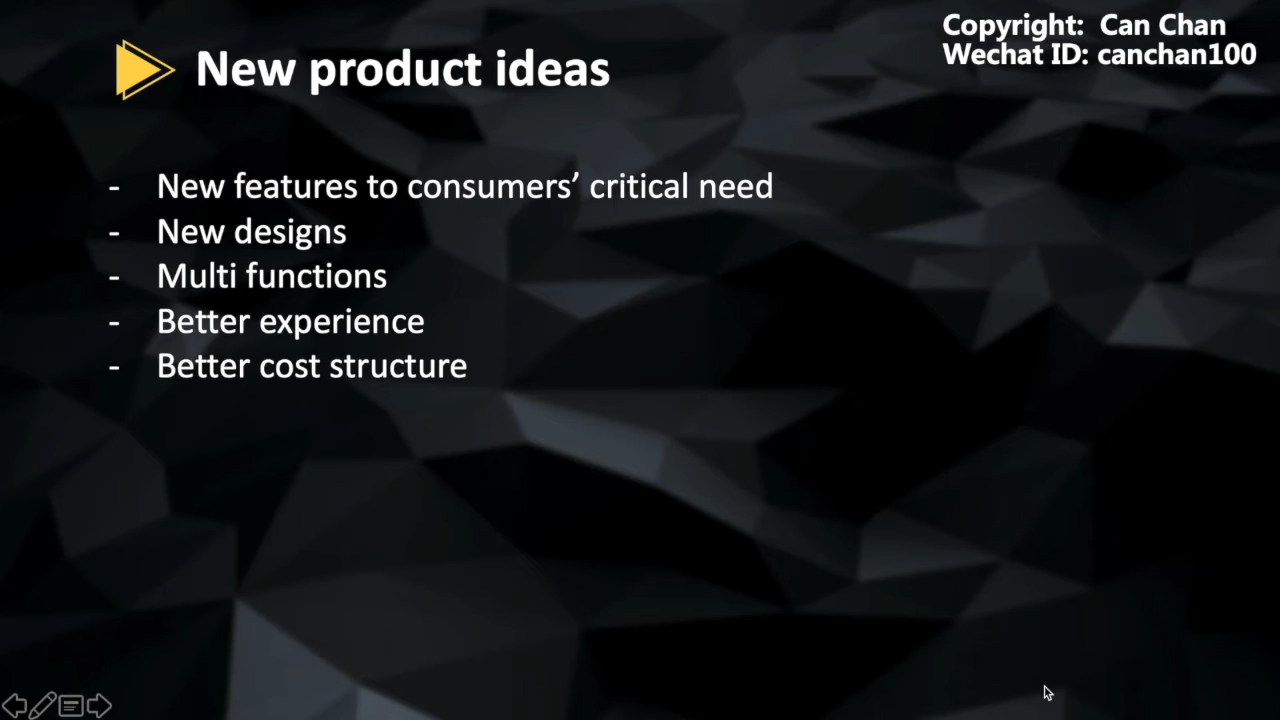 Copyright:  Can Chan
Wechat ID: canchan100
New product ideas
- New features to consumers’ critical need
- New designs
- Multi functions
- Better experience
- Better cost structure